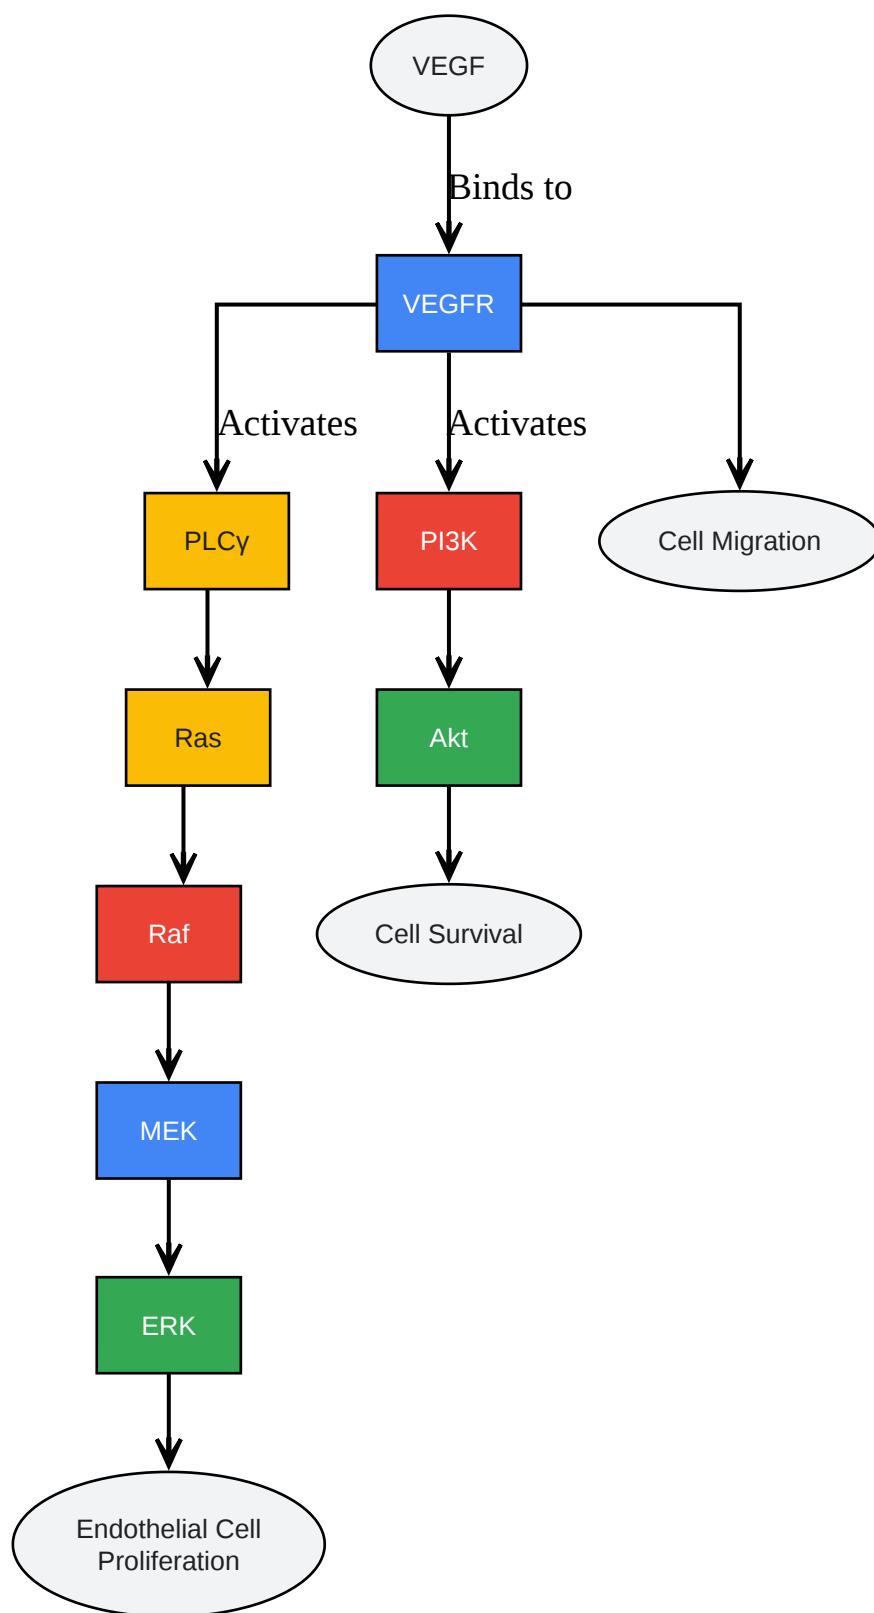 VEGF
Binds to
VEGFR
Activates
Activates
PLCγ
PI3K
Cell Migration
Ras
Akt
Raf
Cell Survival
MEK
ERK
Endothelial Cell
Proliferation